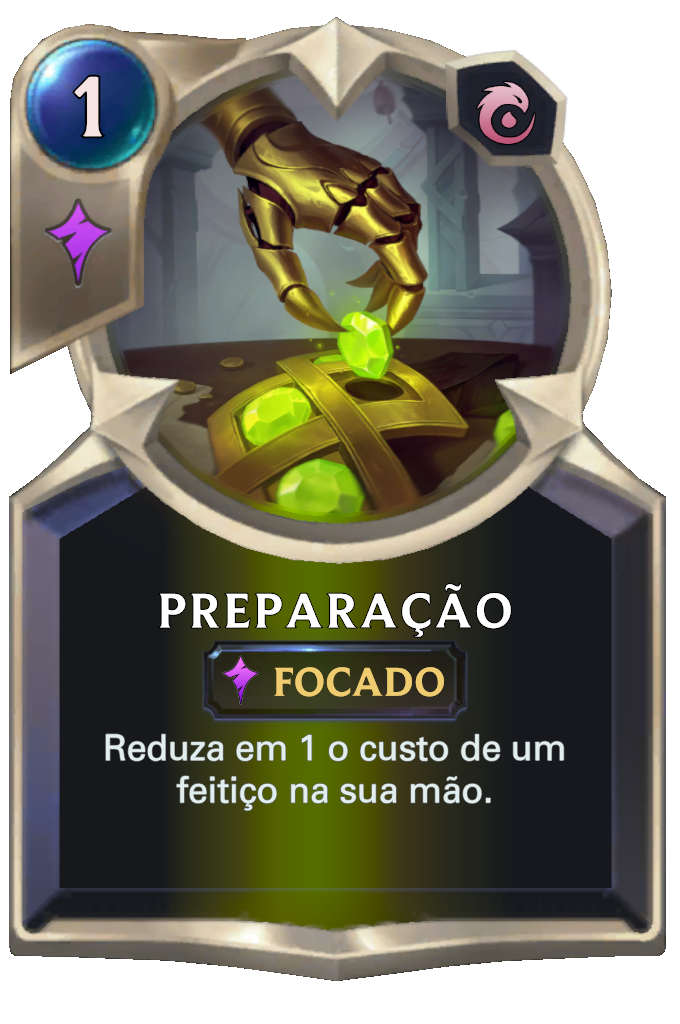 1
PREPARAÇÃO
FOCADO
Reduza em 1 o custo de um
feitiço na sua mão.